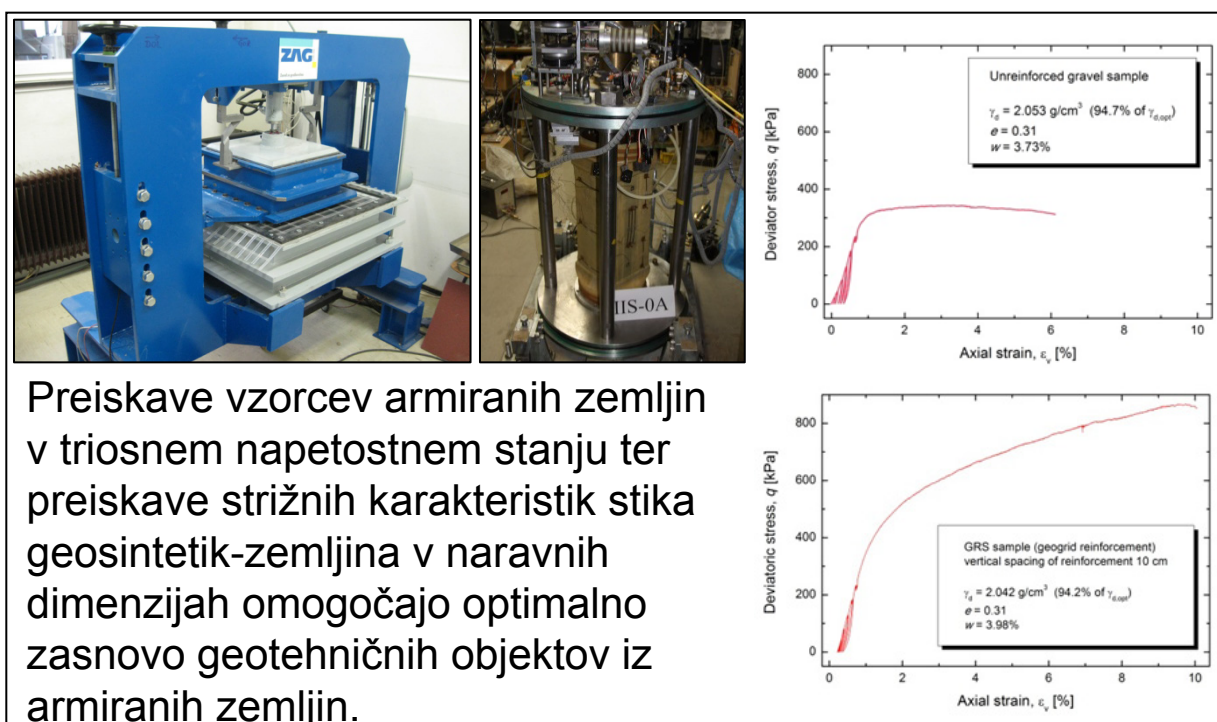 ZAG
IIS-0A
Preiskave vzorcev armiranih zemljin
v triosnem napetostnem stanju ter
preiskave strižnih karakteristik stika
geosintetik-zemljina v naravnih
dimenzijah omogočajo optimalno
zasnovo geotehničnih objektov iz
armiranih zemljin.
Deviator stress, q [kPa]
800
600
400
200
0
Unreinforced gravel sample
γd = 2.053 g/cm³ (94.7% of γd,opt)
e = 0.31
w = 3.73%
0 2 4 6 8 10
Axial strain, εv [%]
Deviatoric stress, q [kPa]
800
600
400
200
0
GRS sample (geogrid reinforcement)
vertical spacing of reinforcement 10 cm
γd = 2.042 g/cm³ (94.2% of γd,opt)
e = 0.31
w = 3.98%
0 2 4 6 8 10
Axial strain, εv [%]